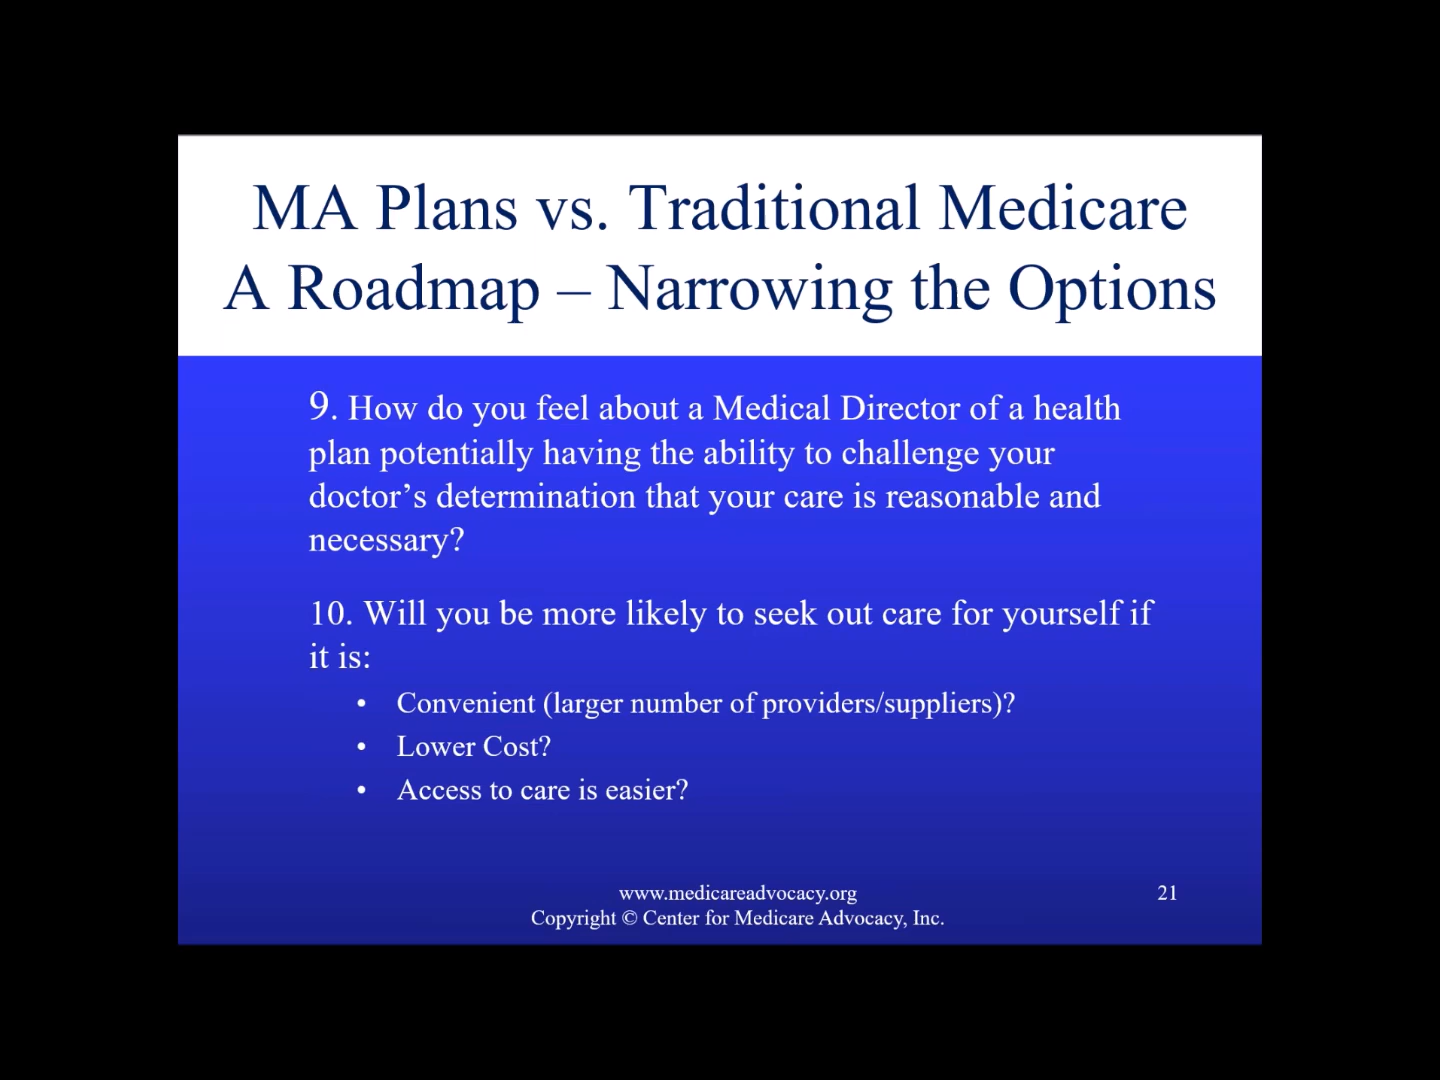 MA Plans vs. Traditional Medicare
A Roadmap – Narrowing the Options
9. How do you feel about a Medical Director of a health
plan potentially having the ability to challenge your
doctor’s determination that your care is reasonable and
necessary?
10. Will you be more likely to seek out care for yourself if
it is:
• Convenient (larger number of providers/suppliers)?
• Lower Cost?
• Access to care is easier?
www.medicareadvocacy.org
Copyright © Center for Medicare Advocacy, Inc.
21